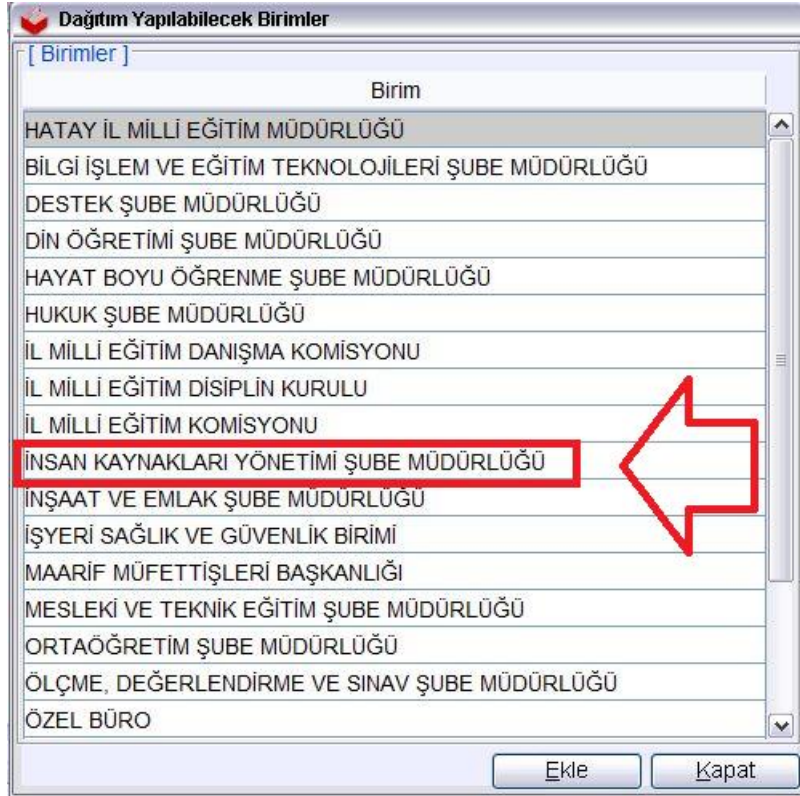 Dağıtım Yapılabilecek Birimler
[ Birimler ]
Birim
HATAY İL MİLLİ EĞİTİM MÜDÜRLÜĞÜ
BİLGİ İŞLEM VE EĞİTİM TEKNOLOJİLERİ ŞUBE MÜDÜRLÜĞÜ
DESTEK ŞUBE MÜDÜRLÜĞÜ
DİN ÖĞRETİMİ ŞUBE MÜDÜRLÜĞÜ
HAYAT BOYU ÖĞRENME ŞUBE MÜDÜRLÜĞÜ
HUKUK ŞUBE MÜDÜRLÜĞÜ
İL MİLLİ EĞİTİM DANIŞMA KOMİSYONU
İL MİLLİ EĞİTİM DİSİPLİN KURULU
İL MİLLİ EĞİTİM KOMİSYONU
İNSAN KAYNAKLARI YÖNETİMİ ŞUBE MÜDÜRLÜĞÜ
İNŞAAT VE EMLAK ŞUBE MÜDÜRLÜĞÜ
İŞYERİ SAĞLIK VE GÜVENLİK BİRİMİ
MAARİF MÜFETTİŞLERİ BAŞKANLIĞI
MESLEKİ VE TEKNİK EĞİTİM ŞUBE MÜDÜRLÜĞÜ
ORTAÖĞRETİM ŞUBE MÜDÜRLÜĞÜ
ÖLÇME, DEĞERLENDİRME VE SINAV ŞUBE MÜDÜRLÜĞÜ
ÖZEL BÜRO
Ekle Kapat